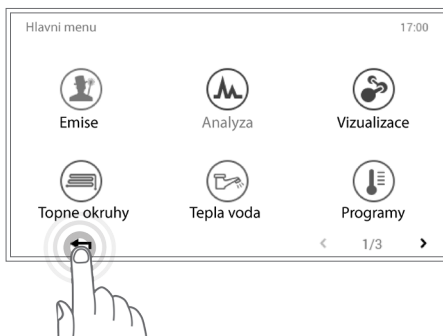 Hlavni menu 17:00
Emise Analyza Vizualizace
Topne okruhy Tepla voda Programy
< 1/3 >